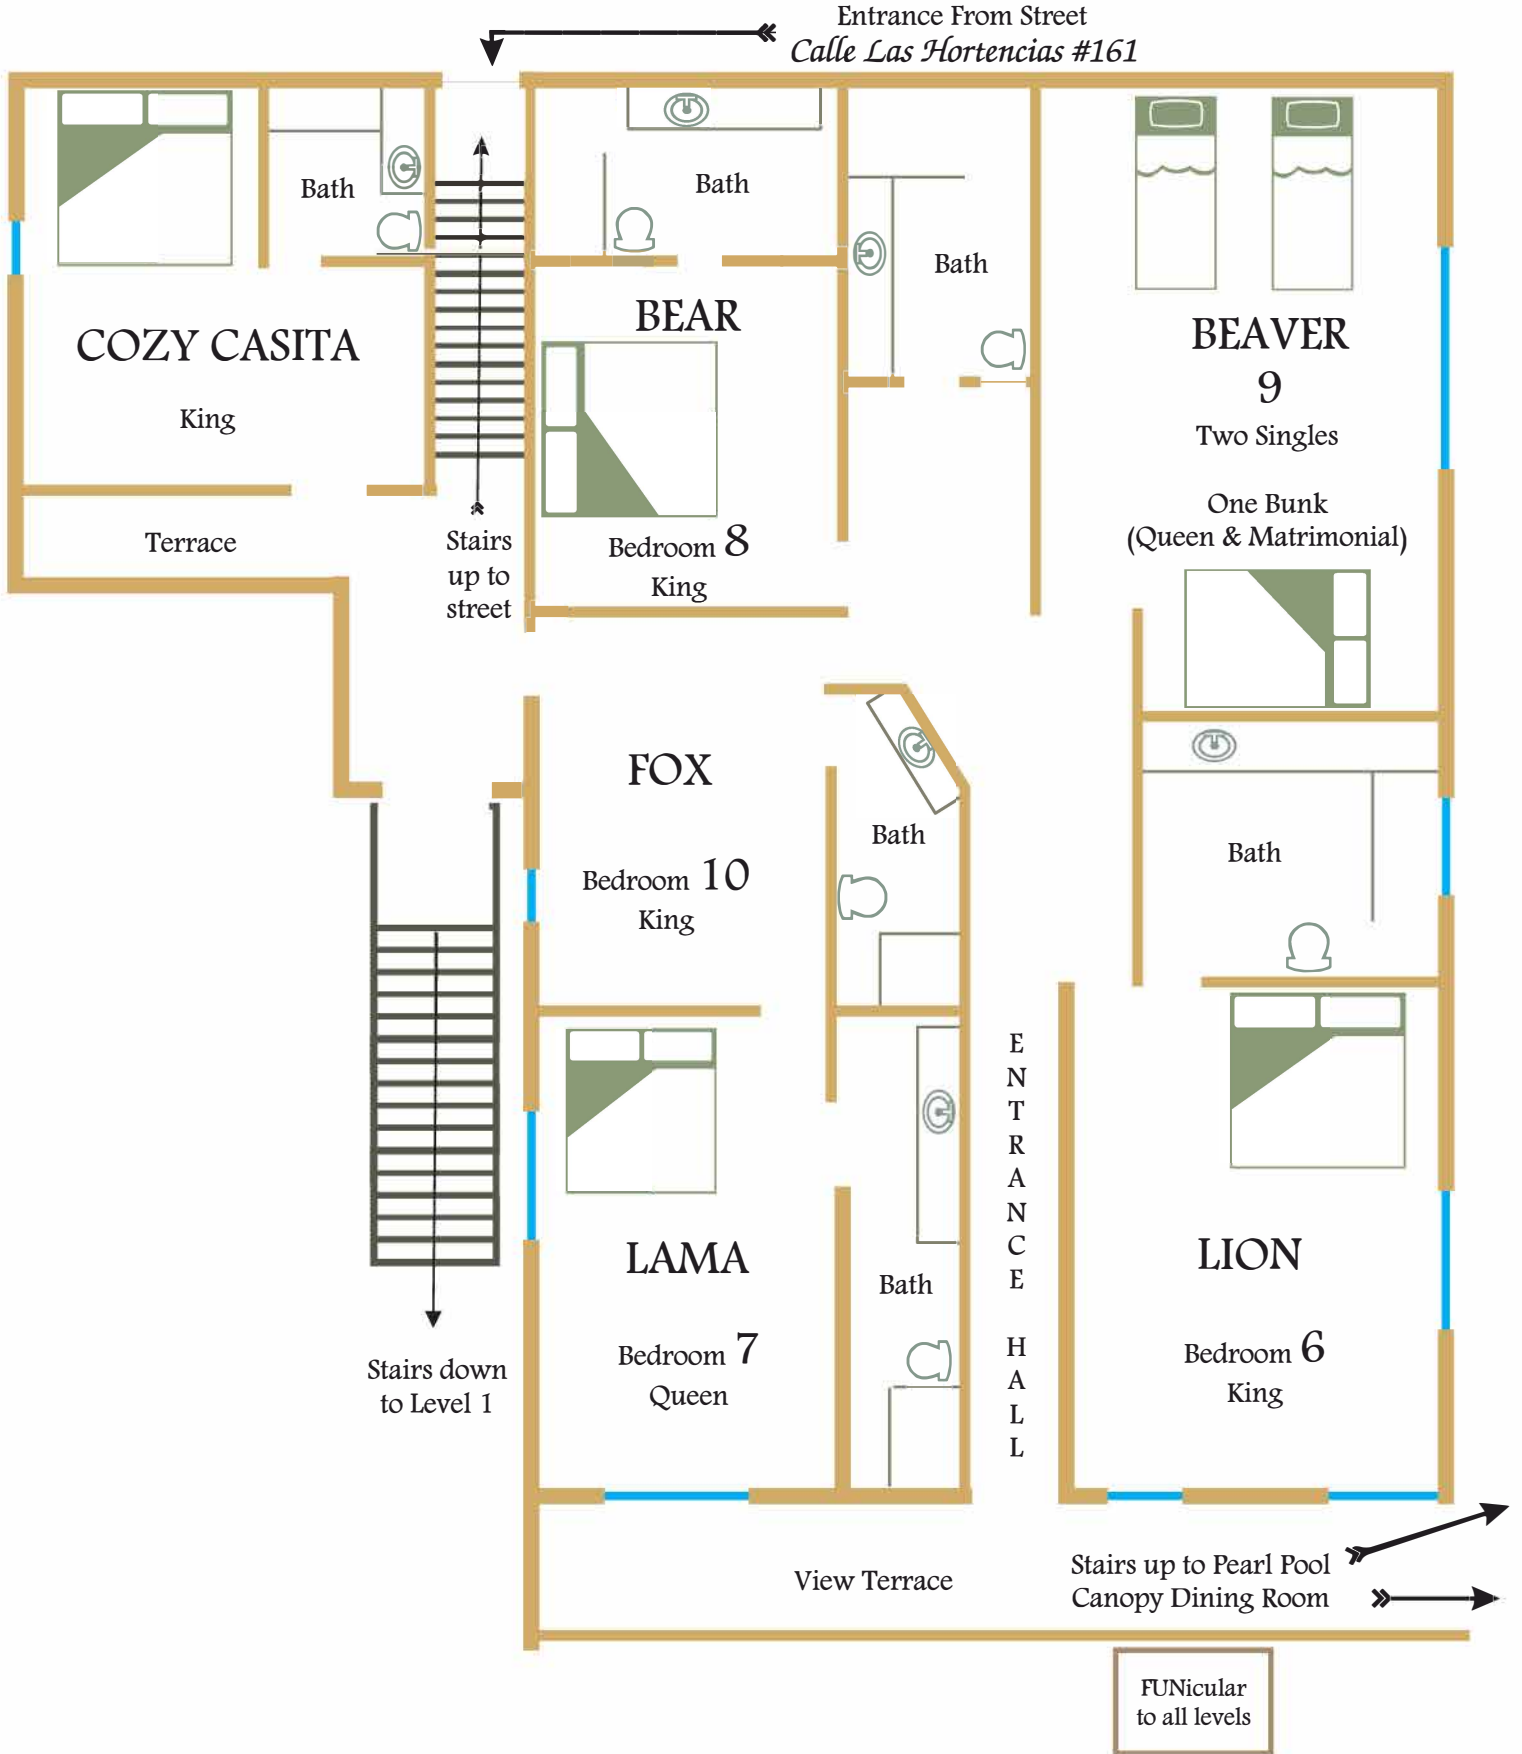 Entrance From Street
Calle Las Hortencias #161
Bath
COZY CASITA
King
Terrace
Stairs
up to
street
Bath
BEAR
Bedroom 8
King
Bath
BEAVER
9
Two Singles
One Bunk
(Queen & Matrimonial)
FOX
Bedroom 10
King
Bath
Bath
Stairs down
to Level 1
LAMA
Bedroom 7
Queen
Bath
ENTRANCE HALL
LION
Bedroom 6
King
View Terrace
Stairs up to Pearl Pool
Canopy Dining Room
FUNicular
to all levels